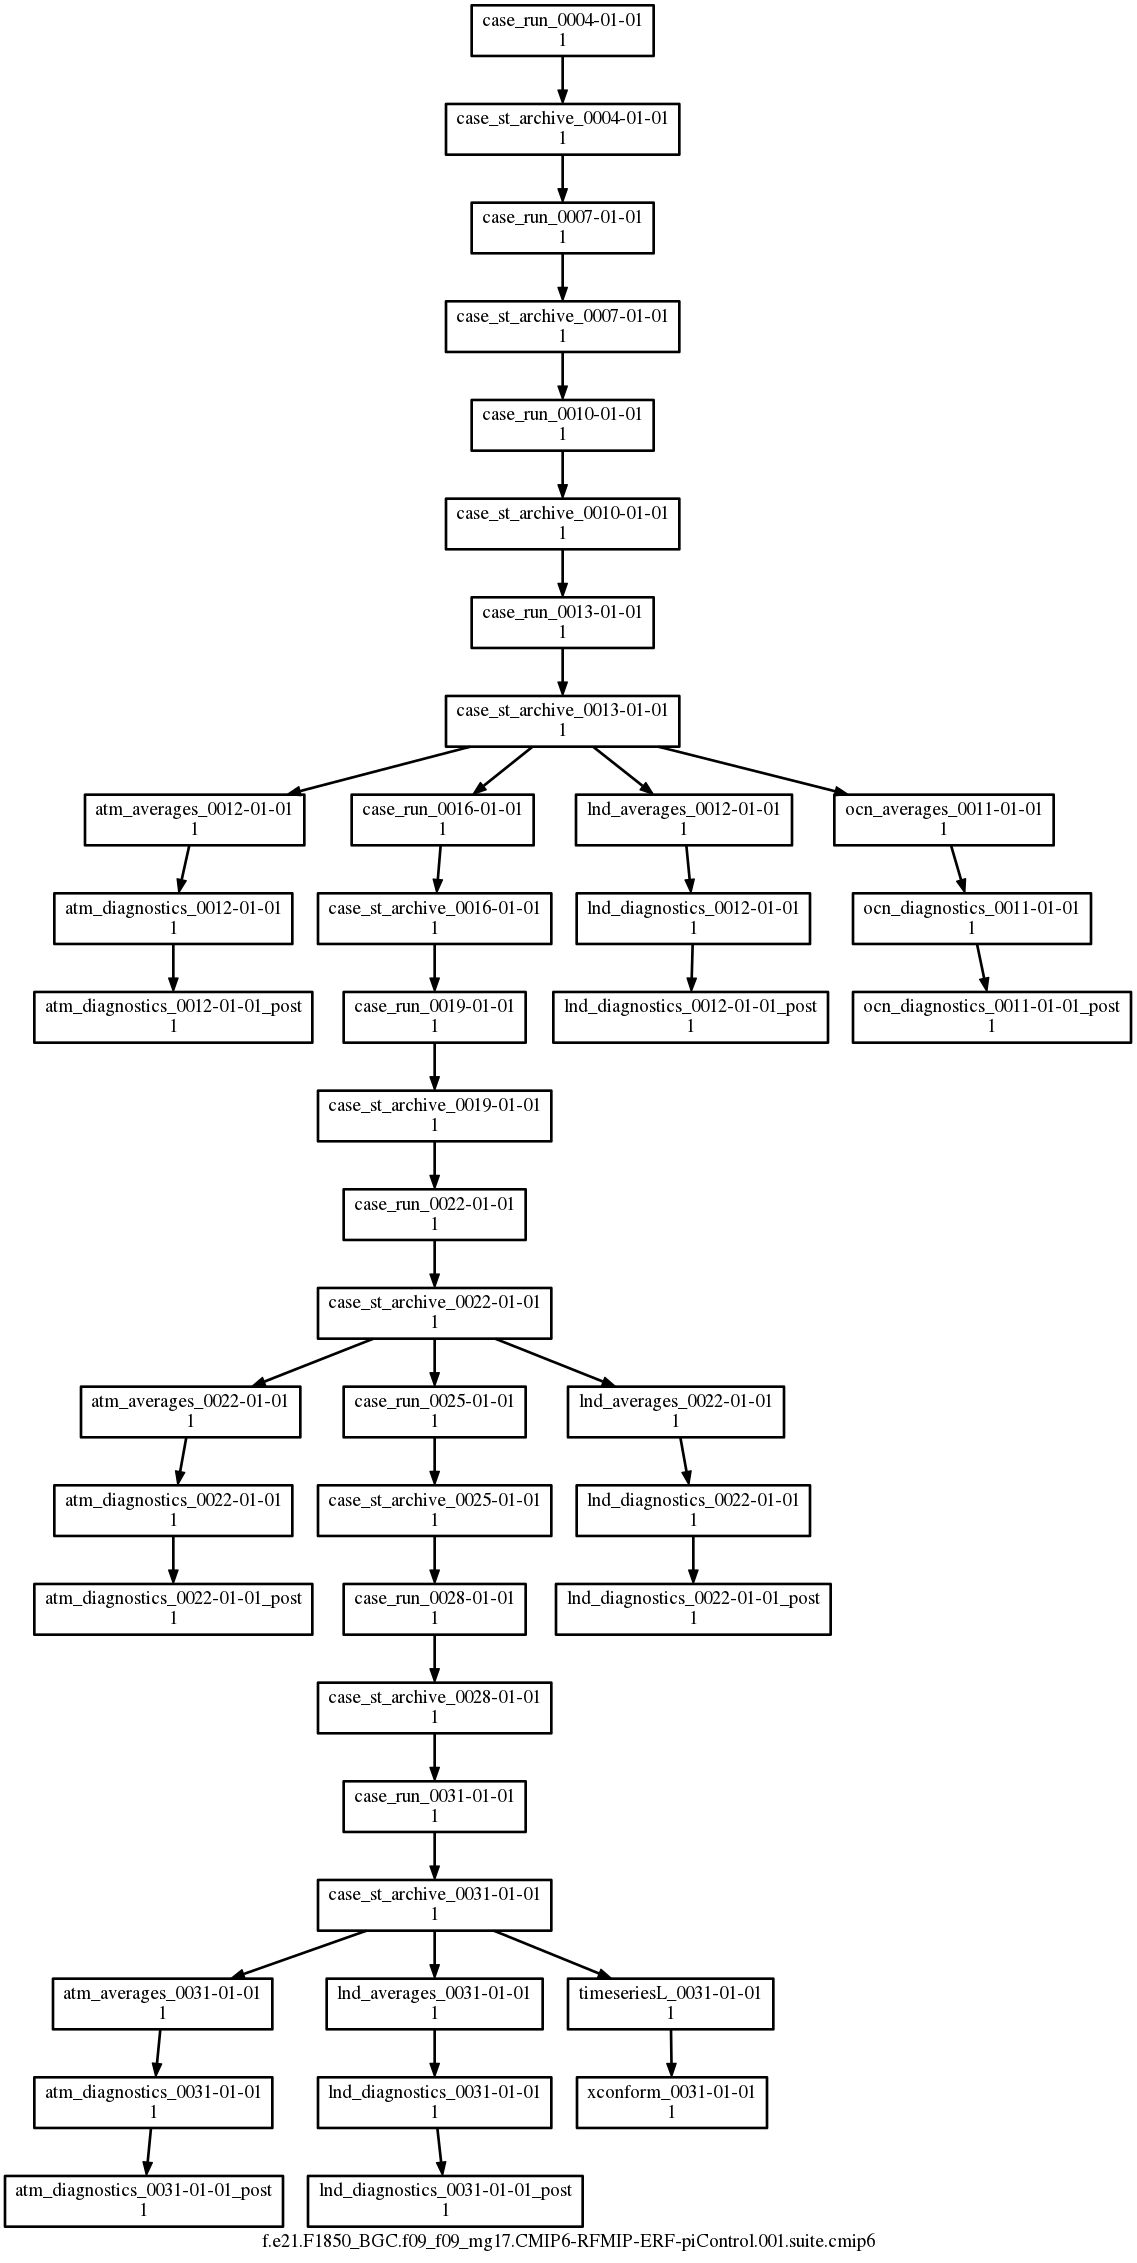 case_run_0004-01-01
1
case_st_archive_0004-01-01
1
case_run_0007-01-01
1
case_st_archive_0007-01-01
1
case_run_0010-01-01
1
case_st_archive_0010-01-01
1
case_run_0013-01-01
1
case_st_archive_0013-01-01
1
atm_averages_0012-01-01
1
case_run_0016-01-01
1
lnd_averages_0012-01-01
1
ocn_averages_0011-01-01
1
atm_diagnostics_0012-01-01
1
case_st_archive_0016-01-01
1
lnd_diagnostics_0012-01-01
1
ocn_diagnostics_0011-01-01
1
atm_diagnostics_0012-01-01_post
1
case_run_0019-01-01
1
lnd_diagnostics_0012-01-01_post
1
ocn_diagnostics_0011-01-01_post
1
case_st_archive_0019-01-01
1
case_run_0022-01-01
1
case_st_archive_0022-01-01
1
atm_averages_0022-01-01
1
case_run_0025-01-01
1
lnd_averages_0022-01-01
1
atm_diagnostics_0022-01-01
1
case_st_archive_0025-01-01
1
lnd_diagnostics_0022-01-01
1
atm_diagnostics_0022-01-01_post
1
case_run_0028-01-01
1
lnd_diagnostics_0022-01-01_post
1
case_st_archive_0028-01-01
1
case_run_0031-01-01
1
case_st_archive_0031-01-01
1
atm_averages_0031-01-01
1
lnd_averages_0031-01-01
1
timeseriesL_0031-01-01
1
atm_diagnostics_0031-01-01
1
lnd_diagnostics_0031-01-01
1
xconform_0031-01-01
1
atm_diagnostics_0031-01-01_post
1
lnd_diagnostics_0031-01-01_post
1
f.e21.F1850_BGC.f09_f09_mg17.CMIP6-RFMIP-ERF-piControl.001.suite.cmip6